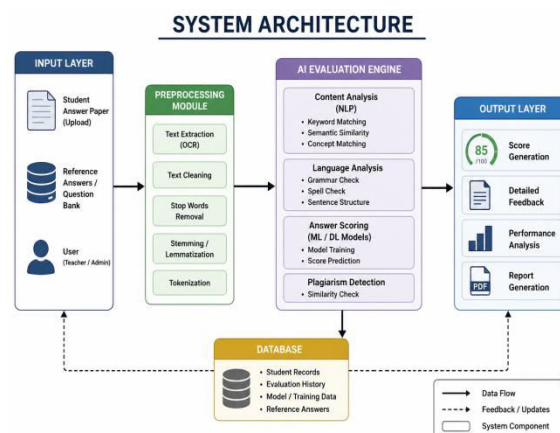 SYSTEM ARCHITECTURE
INPUT LAYER
Student
Answer Paper
(Upload)
Reference
Answers /
Question
Bank
User
(Teacher / Admin)
PREPROCESSING
MODULE
Text Extraction
(OCR)
Text Cleaning
Stop Words
Removal
Stemming /
Lemmatization
Tokenization
AI EVALUATION ENGINE
Content Analysis
(NLP)
• Keyword Matching
• Semantic Similarity
• Concept Matching
Language Analysis
• Grammar Check
• Spell Check
• Sentence Structure
Answer Scoring
(ML / DL Models)
• Model Training
• Score Prediction
Plagiarism Detection
• Similarity Check
OUTPUT LAYER
85
/100
Score
Generation
Detailed
Feedback
Performance
Analysis
PDF
Report
Generation
DATABASE
• Student Records
• Evaluation History
• Model / Training Data
• Reference Answers
Data Flow
Feedback / Updates
System Component